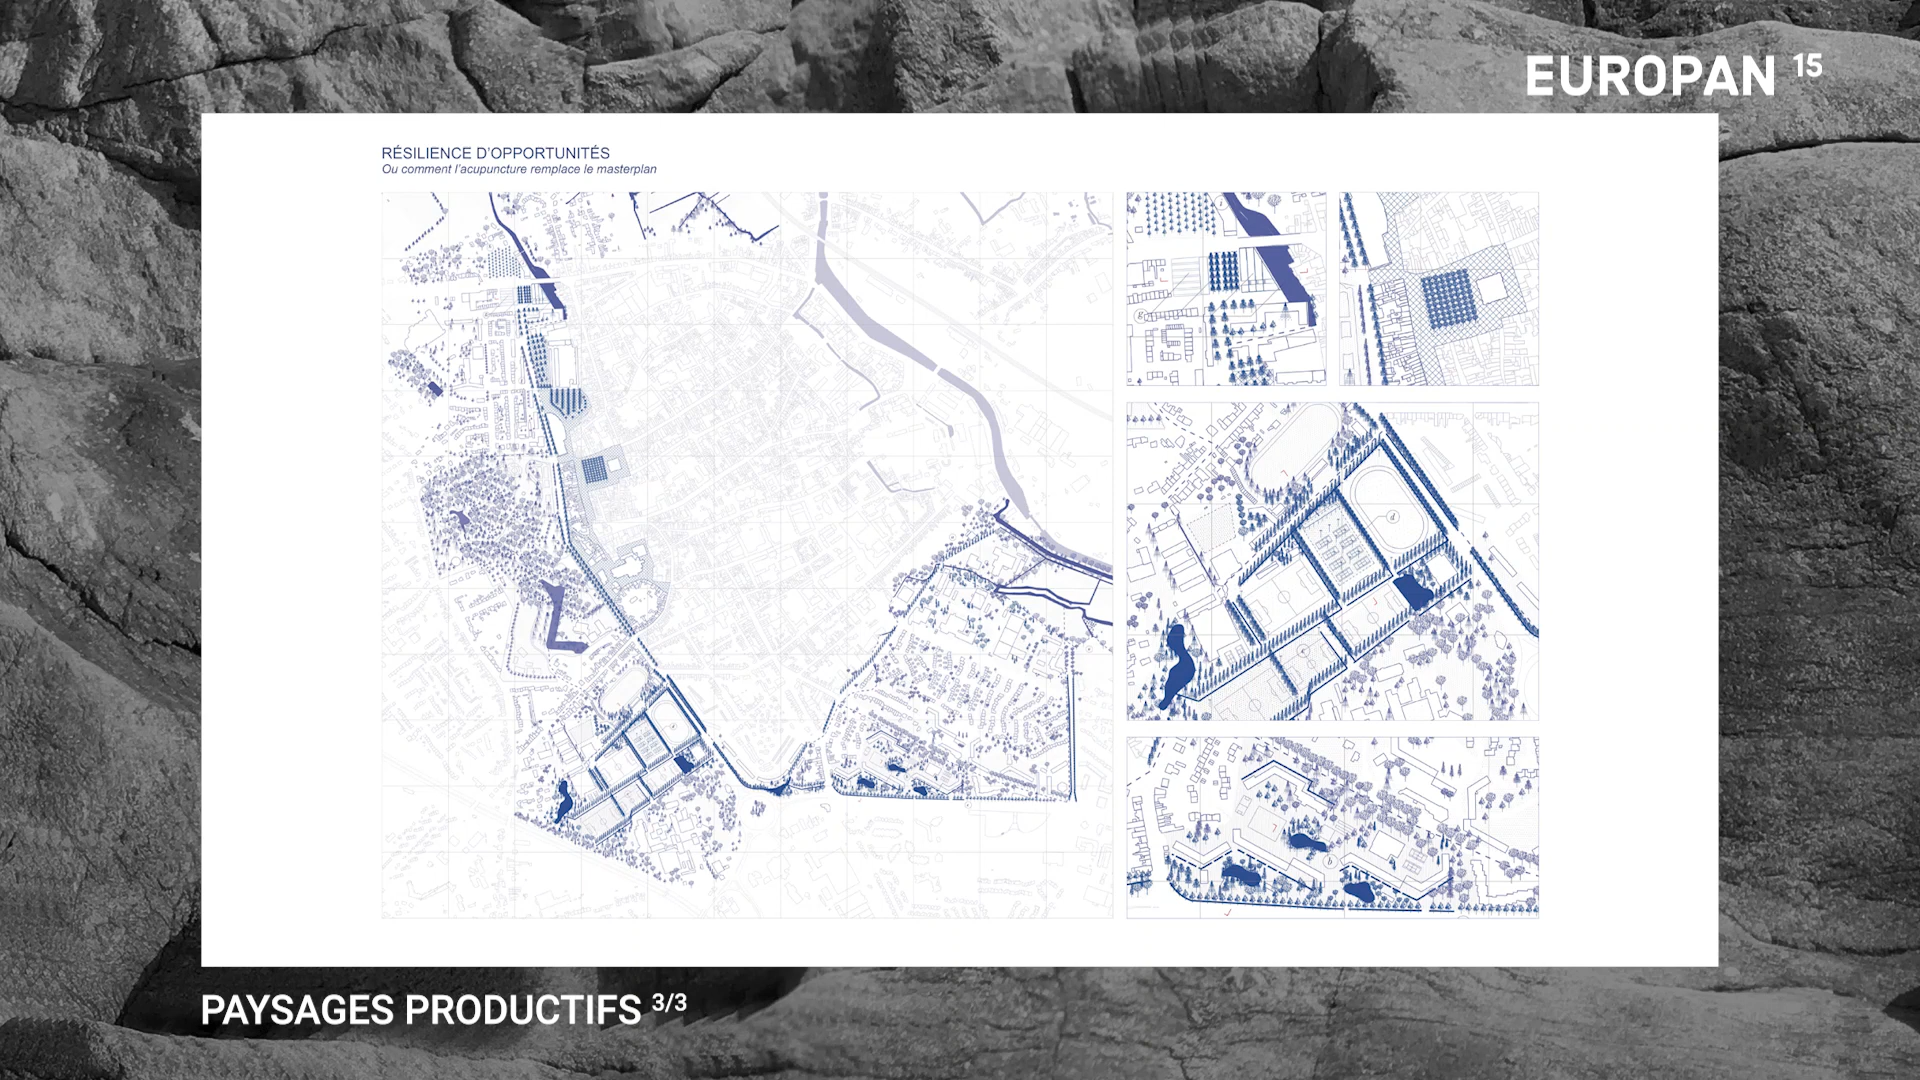 EUROPAN 15
RÉSILIENCE D'OPPORTUNITÉS
Ou comment l'acupuncture remplace le masterplan
d
PAYSAGES PRODUCTIFS 3/3